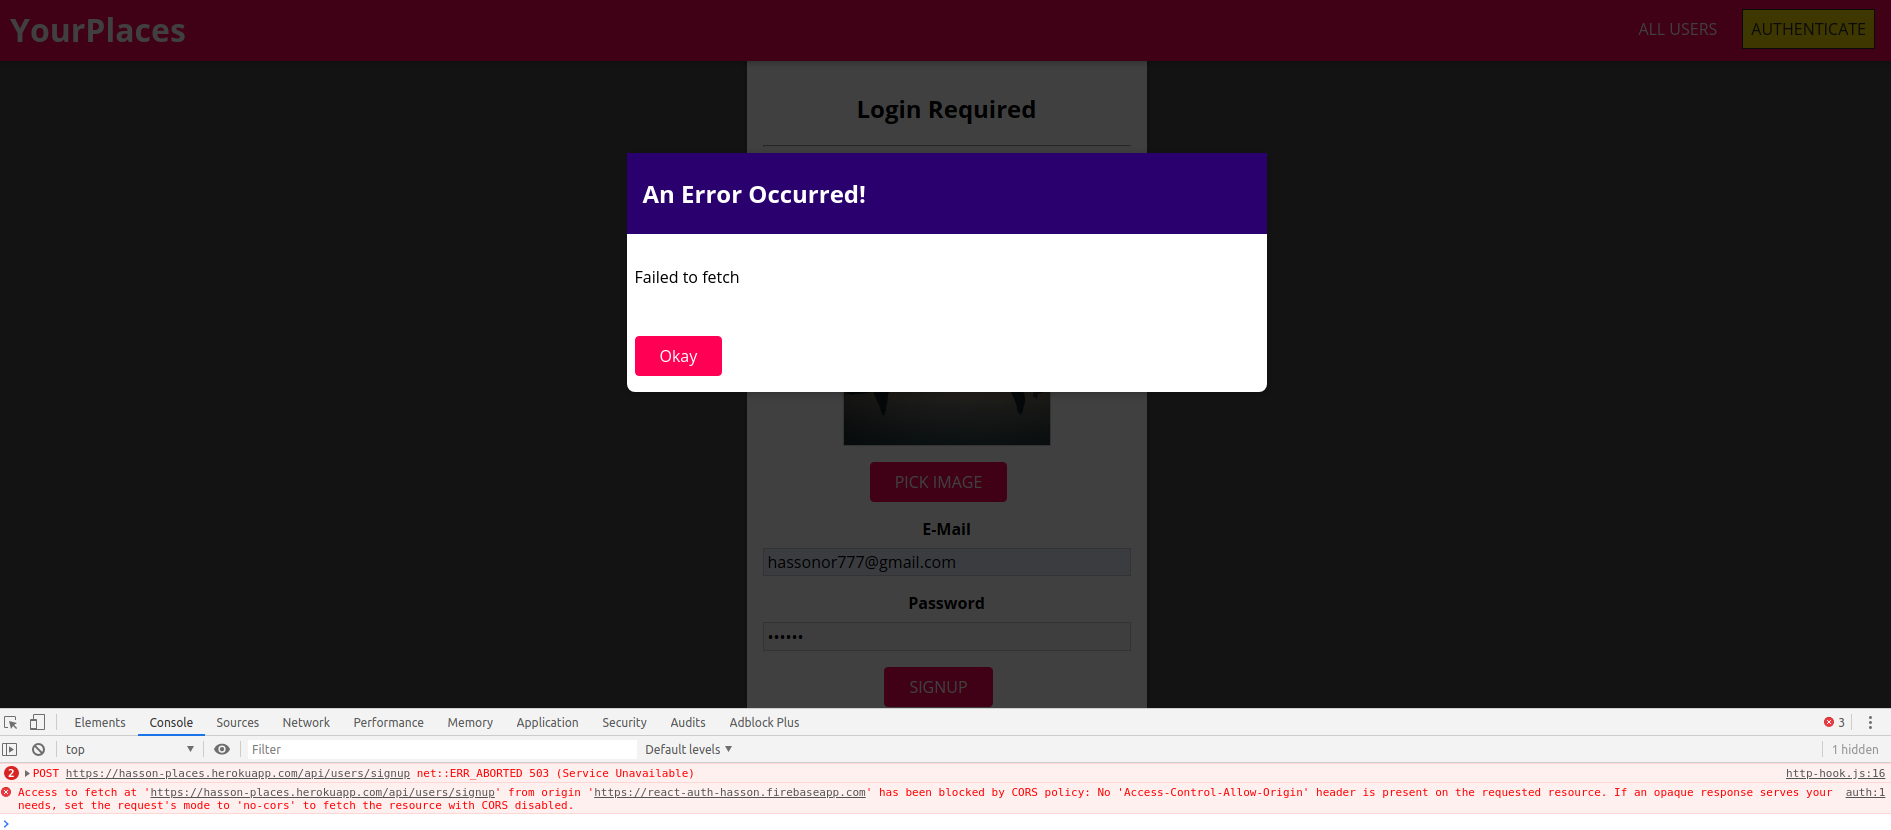 YourPlaces
ALL USERS
AUTHENTICATE
Login Required
An Error Occurred!
Failed to fetch
Okay
PICK IMAGE
E-Mail
hassonor777@gmail.com
Password
••••••
SIGNUP
Elements Console Sources Network Performance Memory Application Security Audits Adblock Plus 3
top Filter Default levels 1 hidden
2 POST https://hasson-places.herokuapp.com/api/users/signup net::ERR_ABORTED 503 (Service Unavailable) http-hook.js:16
Access to fetch at 'https://hasson-places.herokuapp.com/api/users/signup' from origin 'https://react-auth-hasson.firebaseapp.com' has been blocked by CORS policy: No 'Access-Control-Allow-Origin' header is present on the requested resource. If an opaque response serves your auth:1
needs, set the request's mode to 'no-cors' to fetch the resource with CORS disabled.